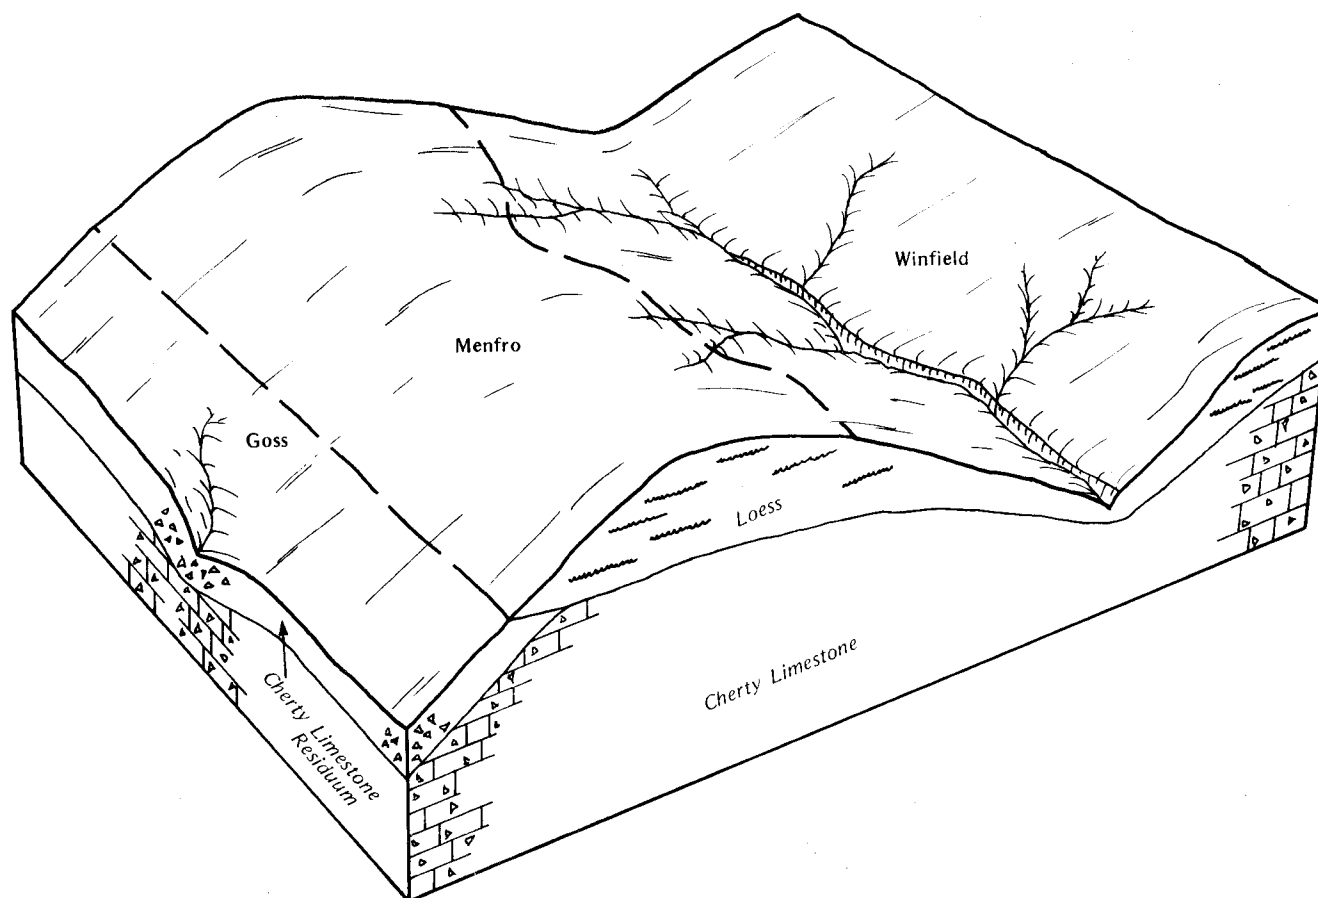 Winfield
Menfro
Goss
Loess
Cherty Limestone
Cherty Limestone
Residuum